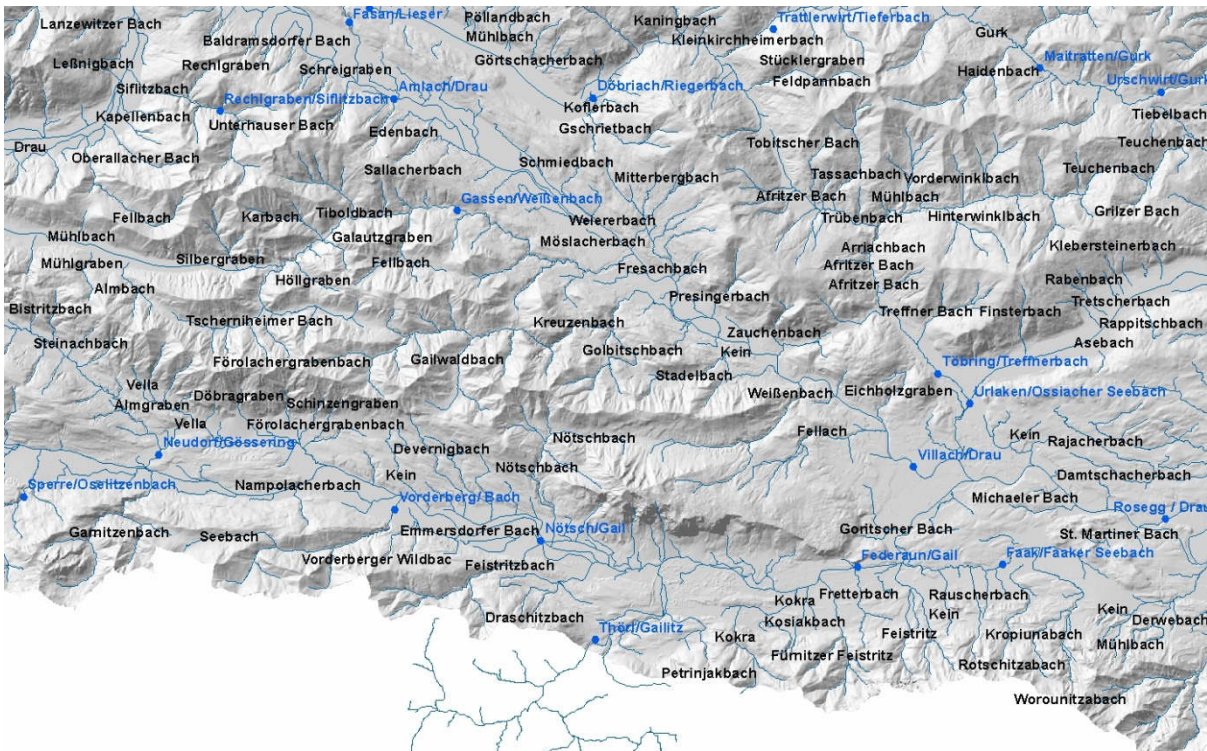 Fasan/Lieser
Pöllandbach
Kaningbach
Trattlerwirt/Tieferbach
Lanzewitzer Bach
Mühlbach
Gurk
Baldramsdorfer Bach
Kleinkirchheimerbach
Leßnigbach
Rechlgraben
Görtschacherbach
Stücklergraben
Maitratten/Gurk
Schreigraben
Haidenbach
Siflitzbach
Amlach/Drau
Döbriach/Riegerbach
Feldpannbach
Urschwirt/Gurk
Rechlgraben/Siflitzbach
Koflerbach
Kapellenbach
Unterhauser Bach
Tiebelbach
Edenbach
Gschrietbach
Drau
Tobitscher Bach
Teuchenbach
Oberallacher Bach
Sallacherbach
Schmiedbach
Mitterbergbach
Tassachbach
Vorderwinklbach
Teuchenbach
Gassen/Weißenbach
Afritzer Bach
Mühlbach
Fellbach
Karbach
Tiboldbach
Weiererbach
Trübenbach
Hinterwinklbach
Grilzer Bach
Mühlbach
Galautzgraben
Möslacherbach
Arriachbach
Klebersteinerbach
Mühlgraben
Silbergraben
Fellbach
Fresachbach
Afritzer Bach
Almbach
Höllgraben
Afritzer Bach
Rabenbach
Presingerbach
Bistritzbach
Treffner Bach
Finsterbach
Tretscherbach
Tscherniheimer Bach
Kreuzenbach
Zauchenbach
Rappitschbach
Steinachbach
Golbitschbach
Kein
Asebach
Förolachergrabenbach
Gailwaldbach
Stadelbach
Töbring/Treffnerbach
Vella
Döbragraben
Weißenbach
Eichholzgraben
Almgraben
Schinzengraben
Urlaken/Ossiacher Seebach
Vella
Förolachergrabenbach
Nötschbach
Fellach
Kein
Neudorf/Gössering
Devernigbach
Rajacherbach
Kein
Nötschbach
Villach/Drau
Damtschacherbach
Sperre/Oselitzenbach
Nampolacherbach
Vorderberg/ Bach
Michaeler Bach
Rosegg / Drau
Garnitzenbach
Seebach
Emmersdorfer Bach
Nötsch/Gail
Goritscher Bach
St. Martiner Bach
Vorderberger Wildbac
Feistritzbach
Federaun/Gail
Faak/Faaker Seebach
Draschitzbach
Kokra
Fretterbach
Rauscherbach
Kein
Kein
Kosiakbach
Derwebach
Thörl/Gailitz
Kokra
Feistritz
Kropiunabach
Mühlbach
Petrinjakbach
Fürnitzer Feistritz
Rotschitzabach
Worounitzabach